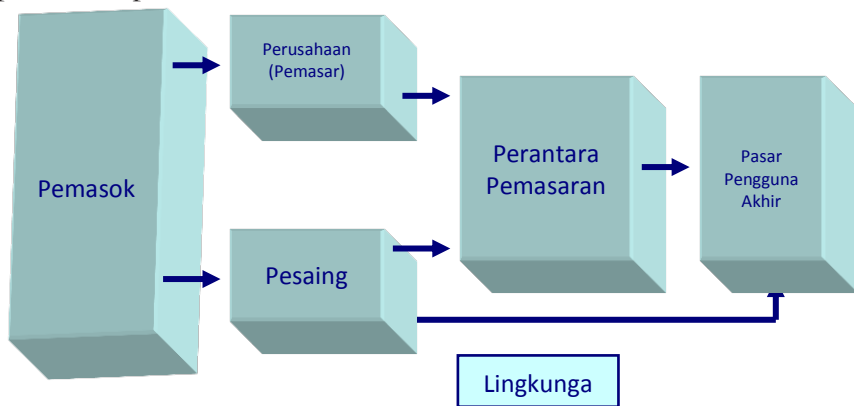 Pemasok
Perusahaan
(Pemasar)
Pesaing
Perantara
Pemasaran
Pasar
Pengguna
Akhir
Lingkunga